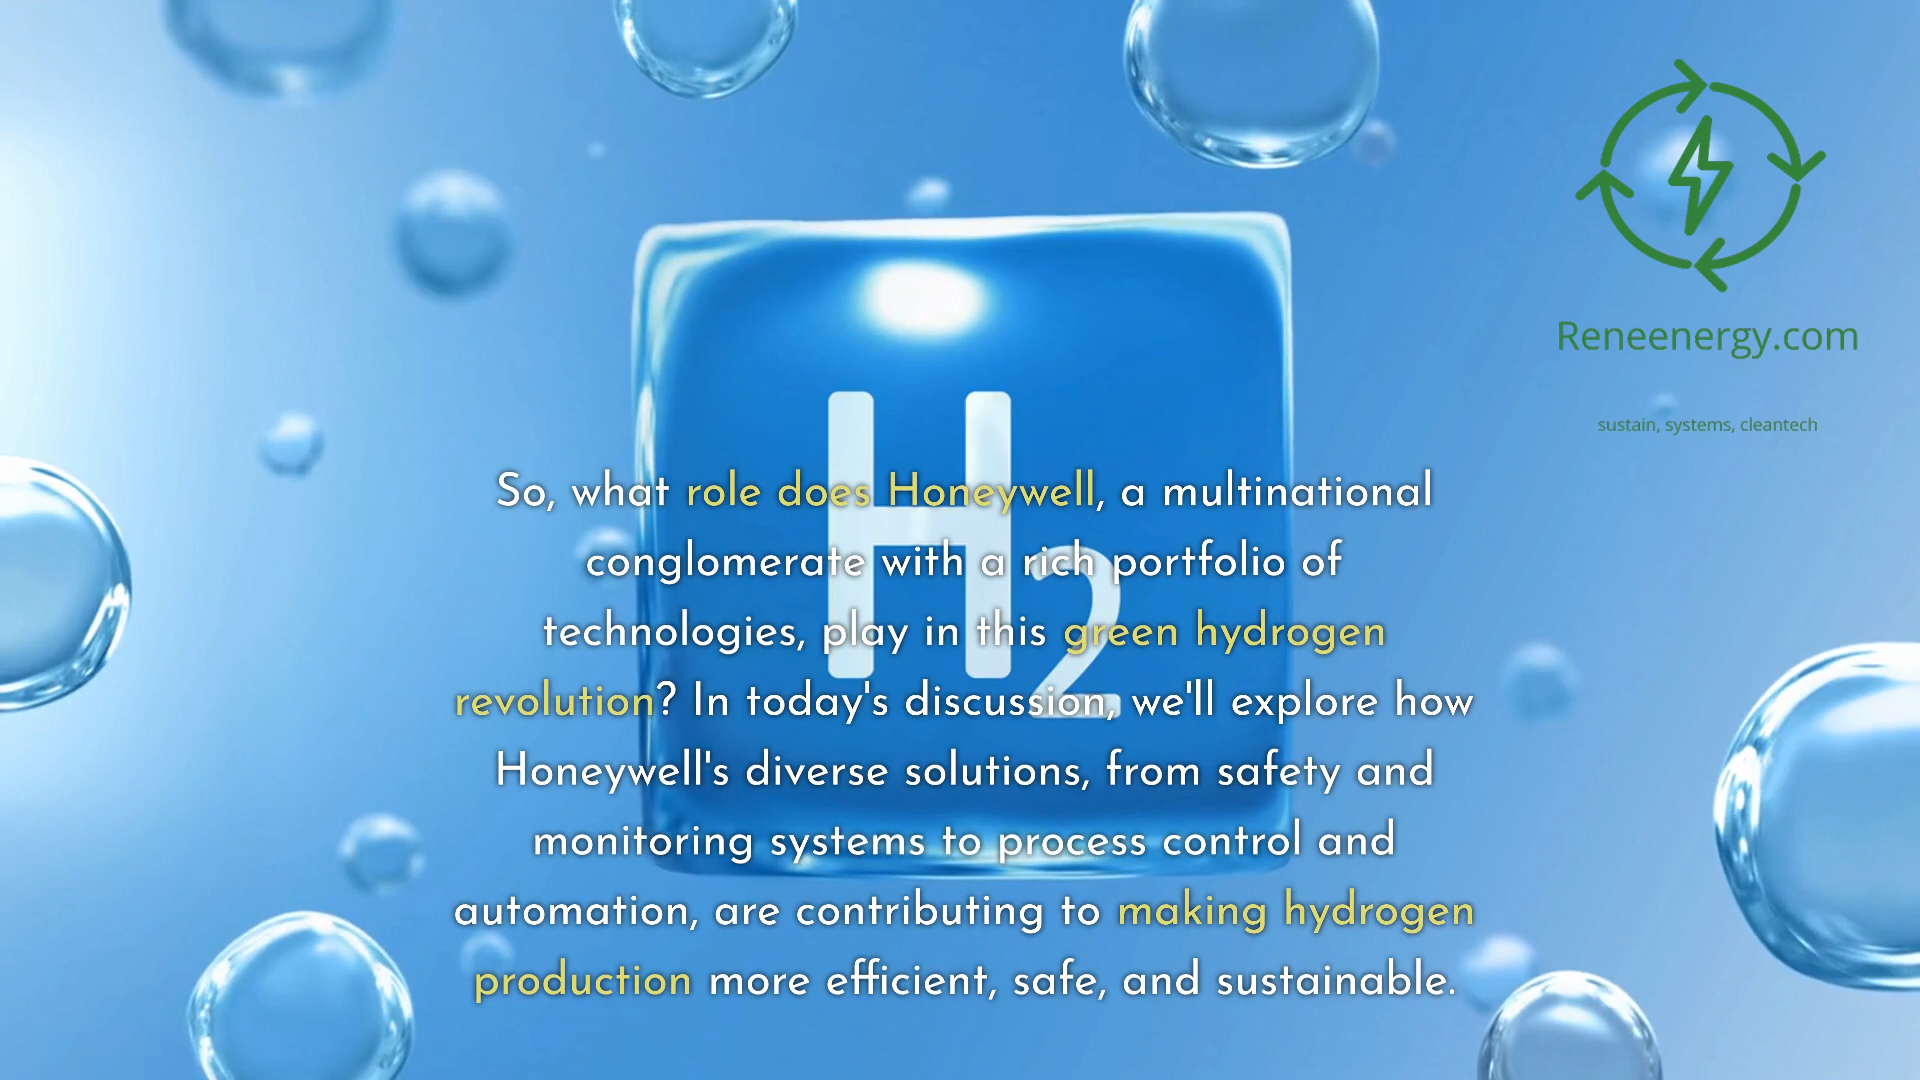 Reneenergy.com
sustain, systems, cleantech
H2
So, what role does Honeywell, a multinational
conglomerate with a rich portfolio of
technologies, play in this green hydrogen
revolution? In today's discussion, we'll explore how
Honeywell's diverse solutions, from safety and
monitoring systems to process control and
automation, are contributing to making hydrogen
production more efficient, safe, and sustainable.